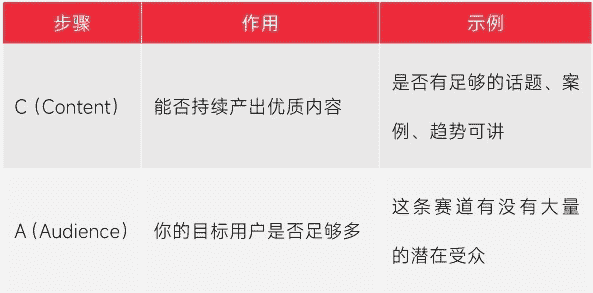 步骤 作用 示例
C (Content) 能否持续产出优质内容 是否有足够的话题、案
例、趋势可讲
A (Audience) 你的目标用户是否足够多 这条赛道有没有大量
的潜在受众